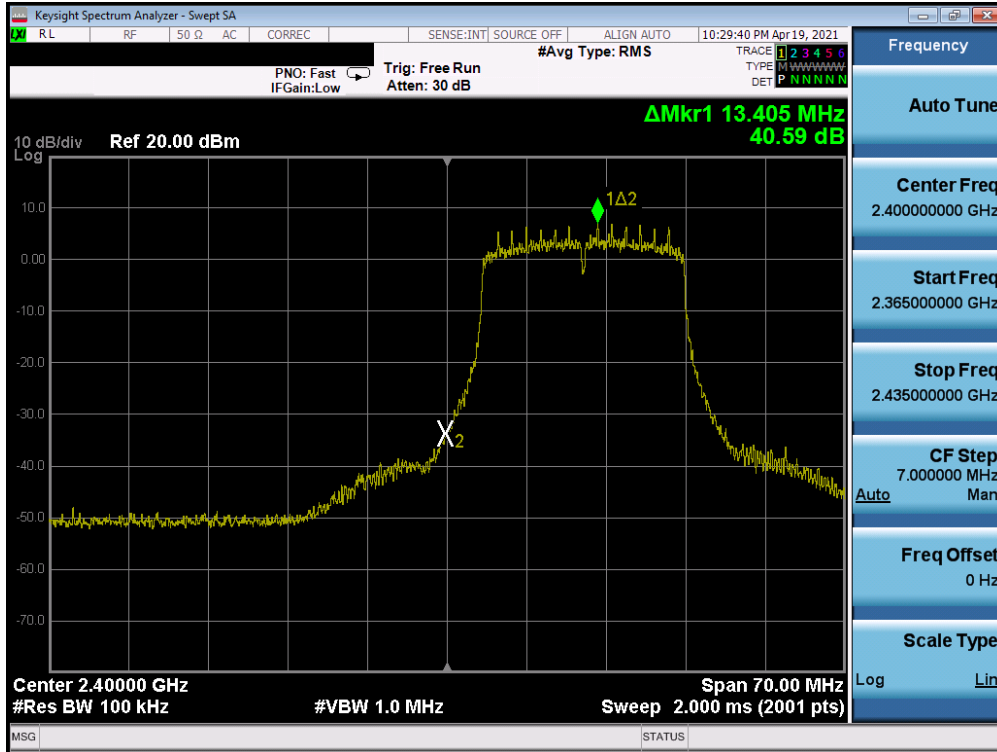 Keysight Spectrum Analyzer - Swept SA
LXI RL RF 50 Ω AC CORREC SENSE:INT SOURCE OFF ALIGN AUTO 10:29:40 PM Apr 19, 2021
#Avg Type: RMS
TRACE 1 2 3 4 5 6
TYPE M WWWWW
DET P N N N N N
PNO: Fast
IFGain:Low
Trig: Free Run
Atten: 30 dB
ΔMkr1 13.405 MHz
40.59 dB
10 dB/div Ref 20.00 dBm
Log
10.0
0.00
-10.0
-20.0
-30.0
-40.0
-50.0
-60.0
-70.0
1Δ2
X2
Center 2.40000 GHz Span 70.00 MHz
#Res BW 100 kHz #VBW 1.0 MHz Sweep 2.000 ms (2001 pts)
MSG STATUS
Frequency
Auto Tune
Center Freq
2.400000000 GHz
Start Freq
2.365000000 GHz
Stop Freq
2.435000000 GHz
CF Step
7.000000 MHz
Auto Man
Freq Offset
0 Hz
Scale Type
Log Lin